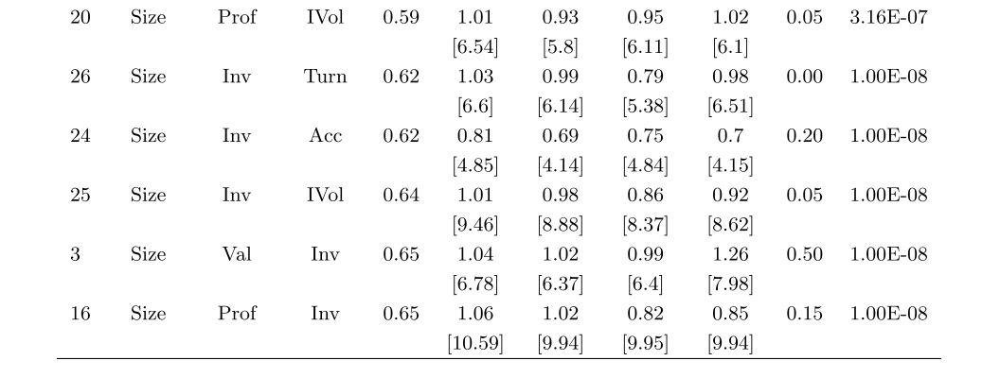 20 Size Prof IVol 0.59 1.01 0.93 0.95 1.02 0.05 3.16E-07
[6.54] [5.8] [6.11] [6.1]
26 Size Inv Turn 0.62 1.03 0.99 0.79 0.98 0.00 1.00E-08
[6.6] [6.14] [5.38] [6.51]
24 Size Inv Acc 0.62 0.81 0.69 0.75 0.7 0.20 1.00E-08
[4.85] [4.14] [4.84] [4.15]
25 Size Inv IVol 0.64 1.01 0.98 0.86 0.92 0.05 1.00E-08
[9.46] [8.88] [8.37] [8.62]
3 Size Val Inv 0.65 1.04 1.02 0.99 1.26 0.50 1.00E-08
[6.78] [6.37] [6.4] [7.98]
16 Size Prof Inv 0.65 1.06 1.02 0.82 0.85 0.15 1.00E-08
[10.59] [9.94] [9.95] [9.94]